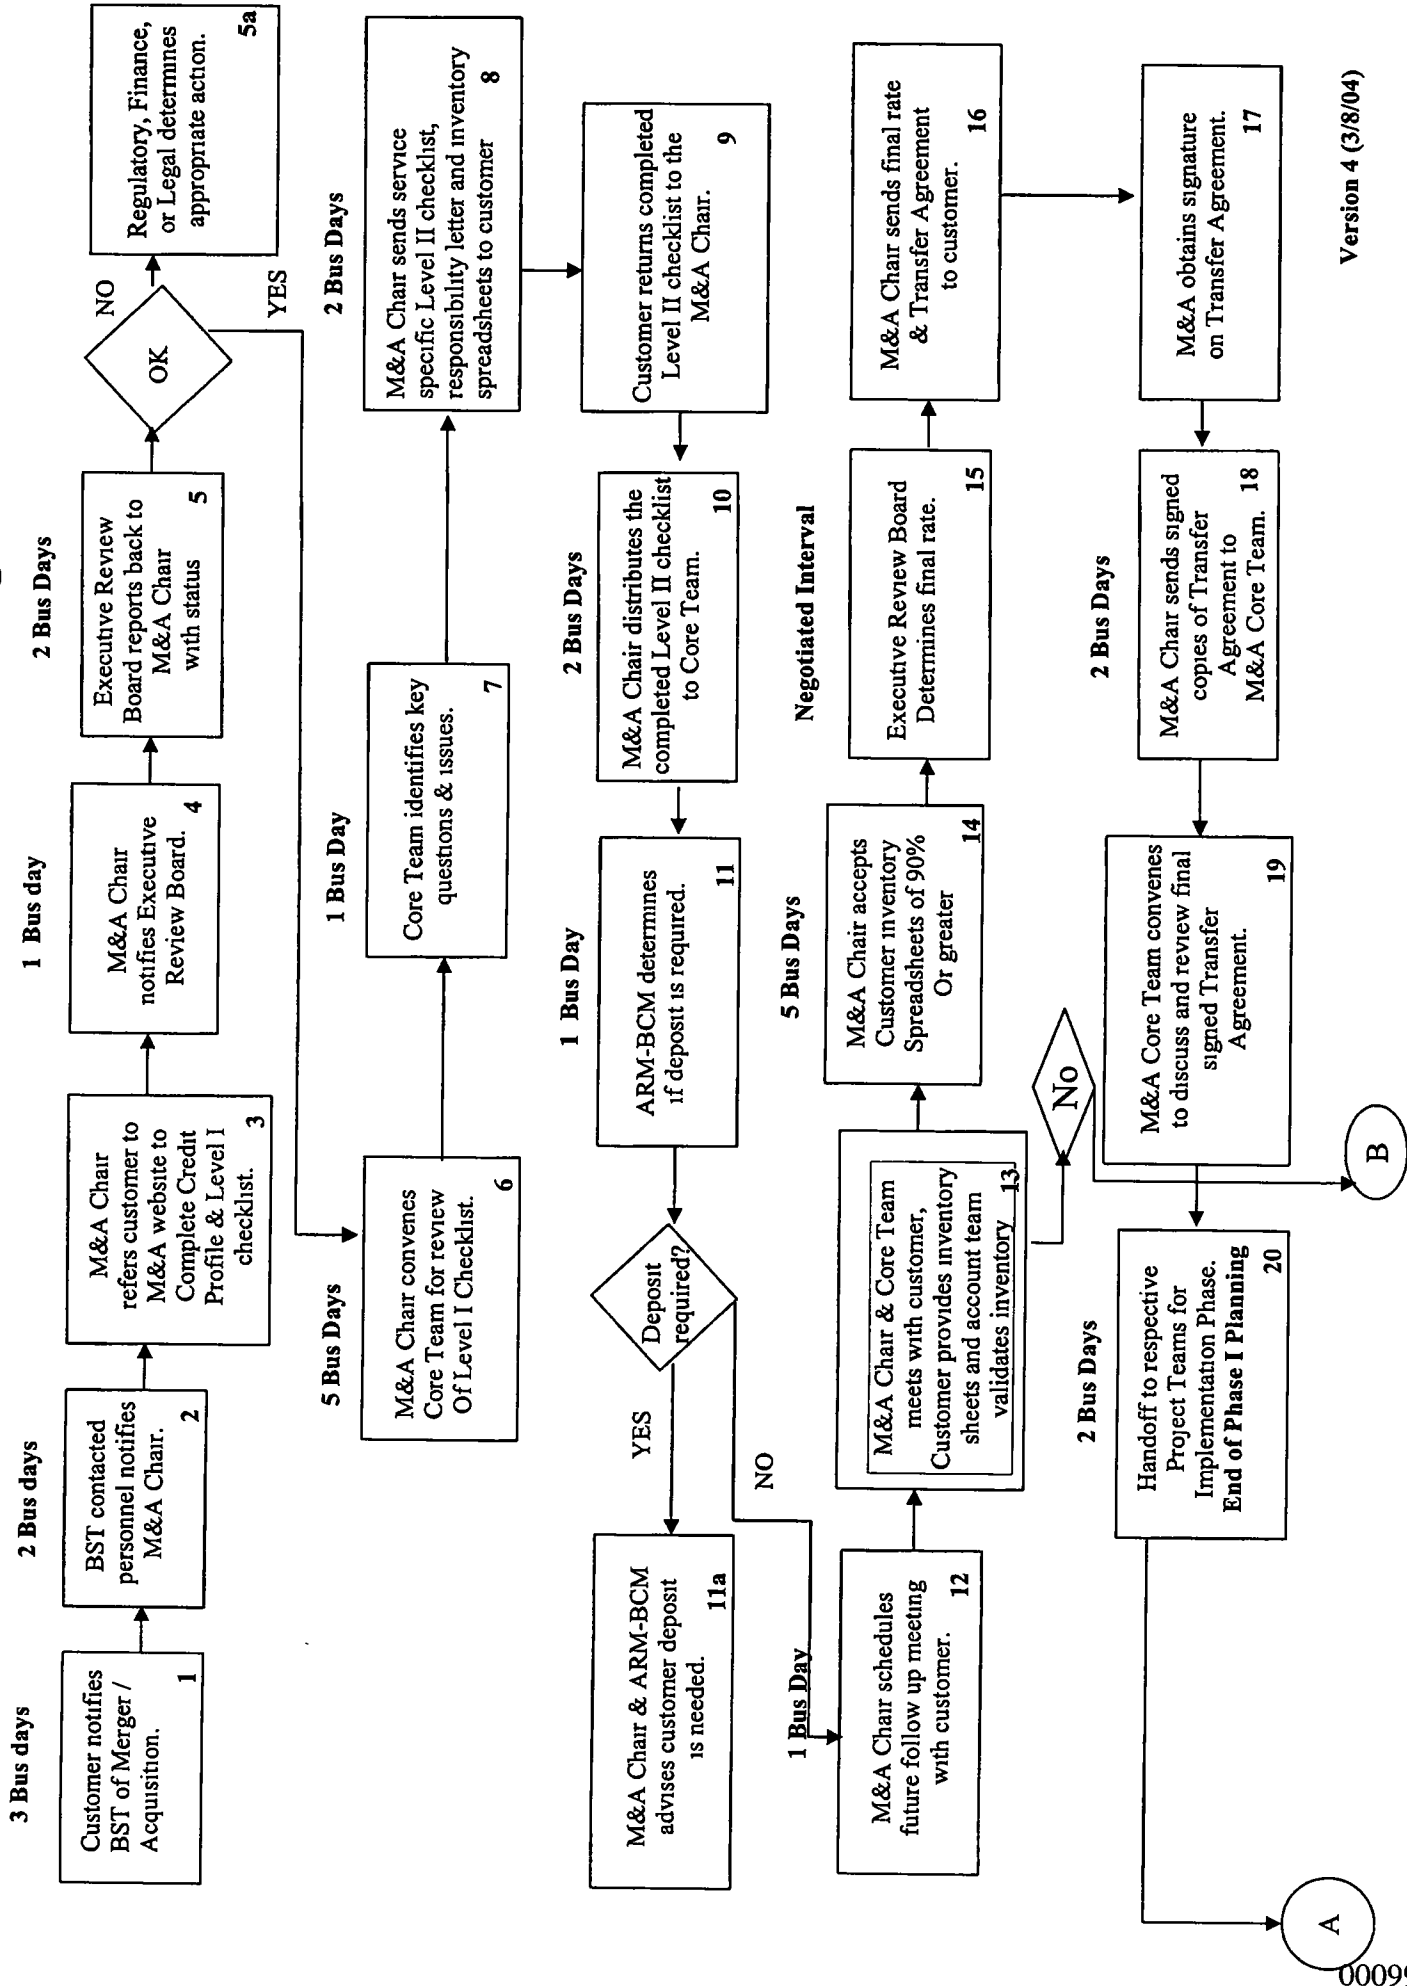 3 Bus days
Customer notifies
BST of Merger /
Acquisition.
1
2 Bus days
BST contacted
personnel notifies
M&A Chair.
2
M&A Chair
refers customer to
M&A website to
Complete Credit
Profile & Level I
checklist.
3
1 Bus day
M&A Chair
notifies Executive
Review Board.
4
2 Bus Days
Executive Review
Board reports back to
M&A Chair
with status
5
OK
NO
YES
Regulatory, Finance,
or Legal determines
appropriate action.
5a
5 Bus Days
M&A Chair convenes
Core Team for review
Of Level I Checklist.
6
1 Bus Day
Core Team identifies key
questions & issues.
7
2 Bus Days
M&A Chair sends service
specific Level II checklist,
responsibility letter and inventory
spreadsheets to customer
8
Customer returns completed
Level II checklist to the
M&A Chair.
9
2 Bus Days
M&A Chair distributes the
completed Level II checklist
to Core Team.
10
1 Bus Day
ARM-BCM determines
if deposit is required.
11
Deposit
required?
YES
NO
M&A Chair & ARM-BCM
advises customer deposit
is needed.
11a
1 Bus Day
M&A Chair schedules
future follow up meeting
with customer.
12
M&A Chair & Core Team
meets with customer,
Customer provides inventory
sheets and account team
validates inventory
13
No
5 Bus Days
M&A Chair accepts
Customer inventory
Spreadsheets of 90%
Or greater
14
Negotiated Interval
Executive Review Board
Determines final rate.
15
M&A Chair sends final rate
& Transfer Agreement
to customer.
16
M&A obtains signature
on Transfer Agreement.
17
2 Bus Days
M&A Chair sends signed
copies of Transfer
Agreement to
M&A Core Team.
18
M&A Core Team convenes
to discuss and review final
signed Transfer
Agreement.
19
2 Bus Days
Handoff to respective
Project Teams for
Implementation Phase.
End of Phase I Planning
20
A
B
Version 4 (3/8/04)